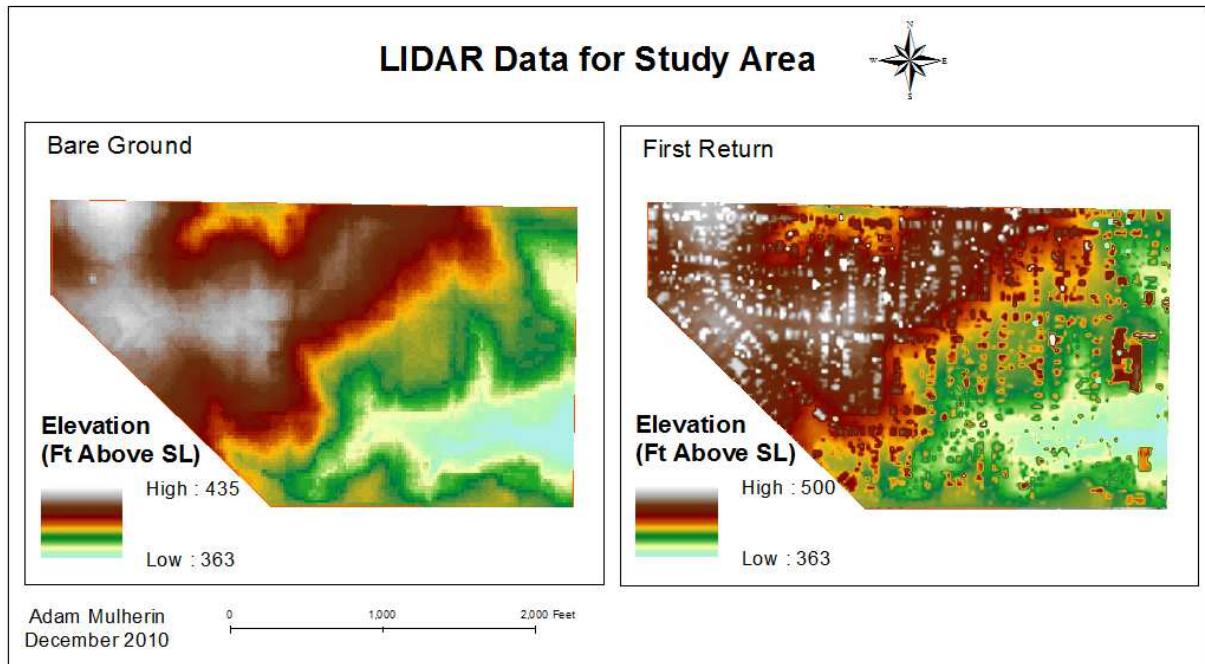 LIDAR Data for Study Area
N
W
E
S
Bare Ground
Elevation
(Ft Above SL)
High : 435
Low : 363
First Return
Elevation
(Ft Above SL)
High : 500
Low : 363
Adam Mulherin
December 2010
0 1,000 2,000 Feet